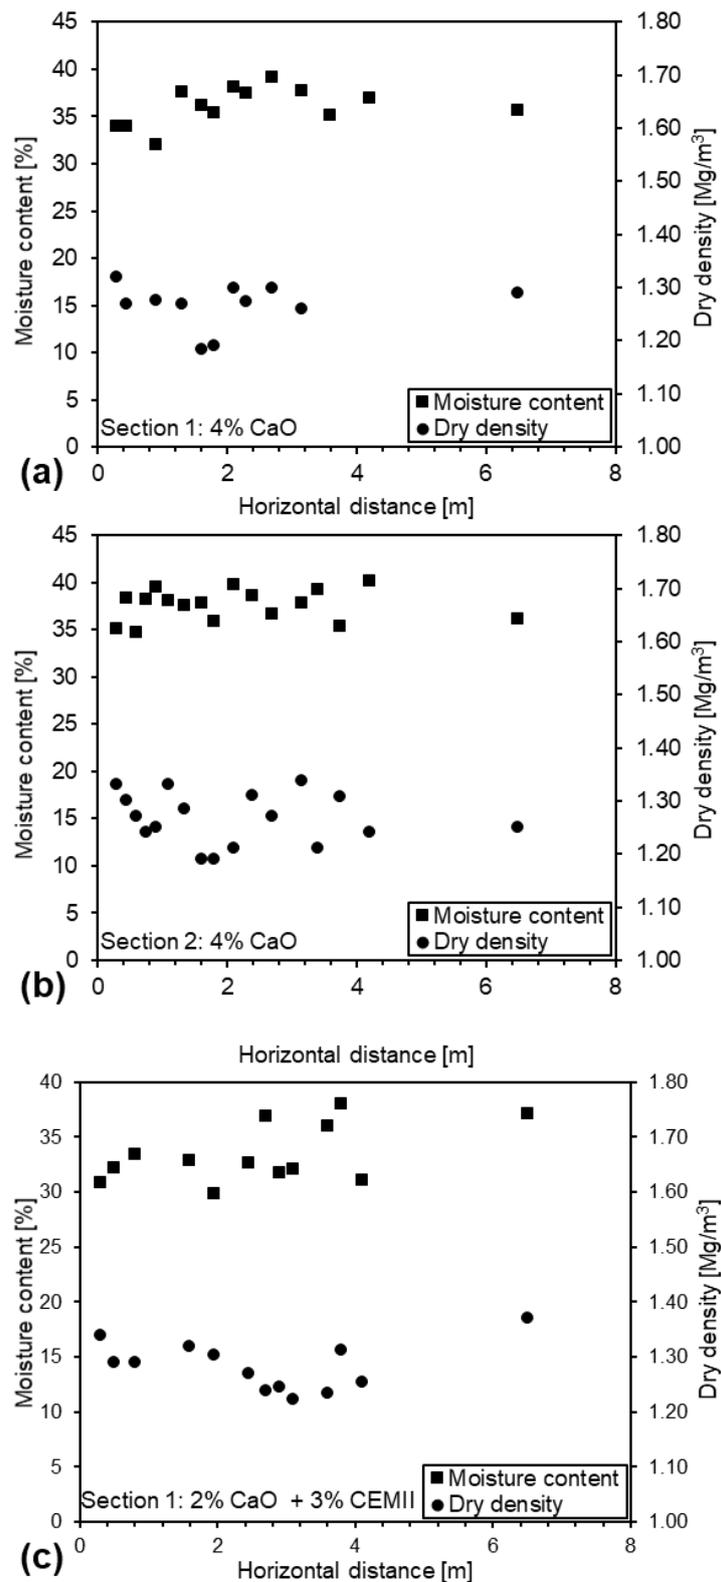 45 1.80
40 1.70
35 1.60
30 1.50
25 1.40
20 1.30
15 1.20
10 1.10
5 1.00
0
Moisture content [%]
Dry density [Mg/m³]
Moisture content
Dry density
Section 1: 4% CaO
0 2 4 6 8
(a)
Horizontal distance [m]
45 1.80
40 1.70
35 1.60
30 1.50
25 1.40
20 1.30
15 1.20
10 1.10
5 1.00
0
Moisture content [%]
Dry density [Mg/m³]
Moisture content
Dry density
Section 2: 4% CaO
0 2 4 6 8
(b)
Horizontal distance [m]
40 1.80
35 1.70
30 1.60
25 1.50
20 1.40
15 1.30
10 1.20
5 1.10
0 1.00
Moisture content [%]
Dry density [Mg/m³]
Moisture content
Dry density
Section 1: 2% CaO + 3% CEMII
0 2 4 6 8
(c)
Horizontal distance [m]